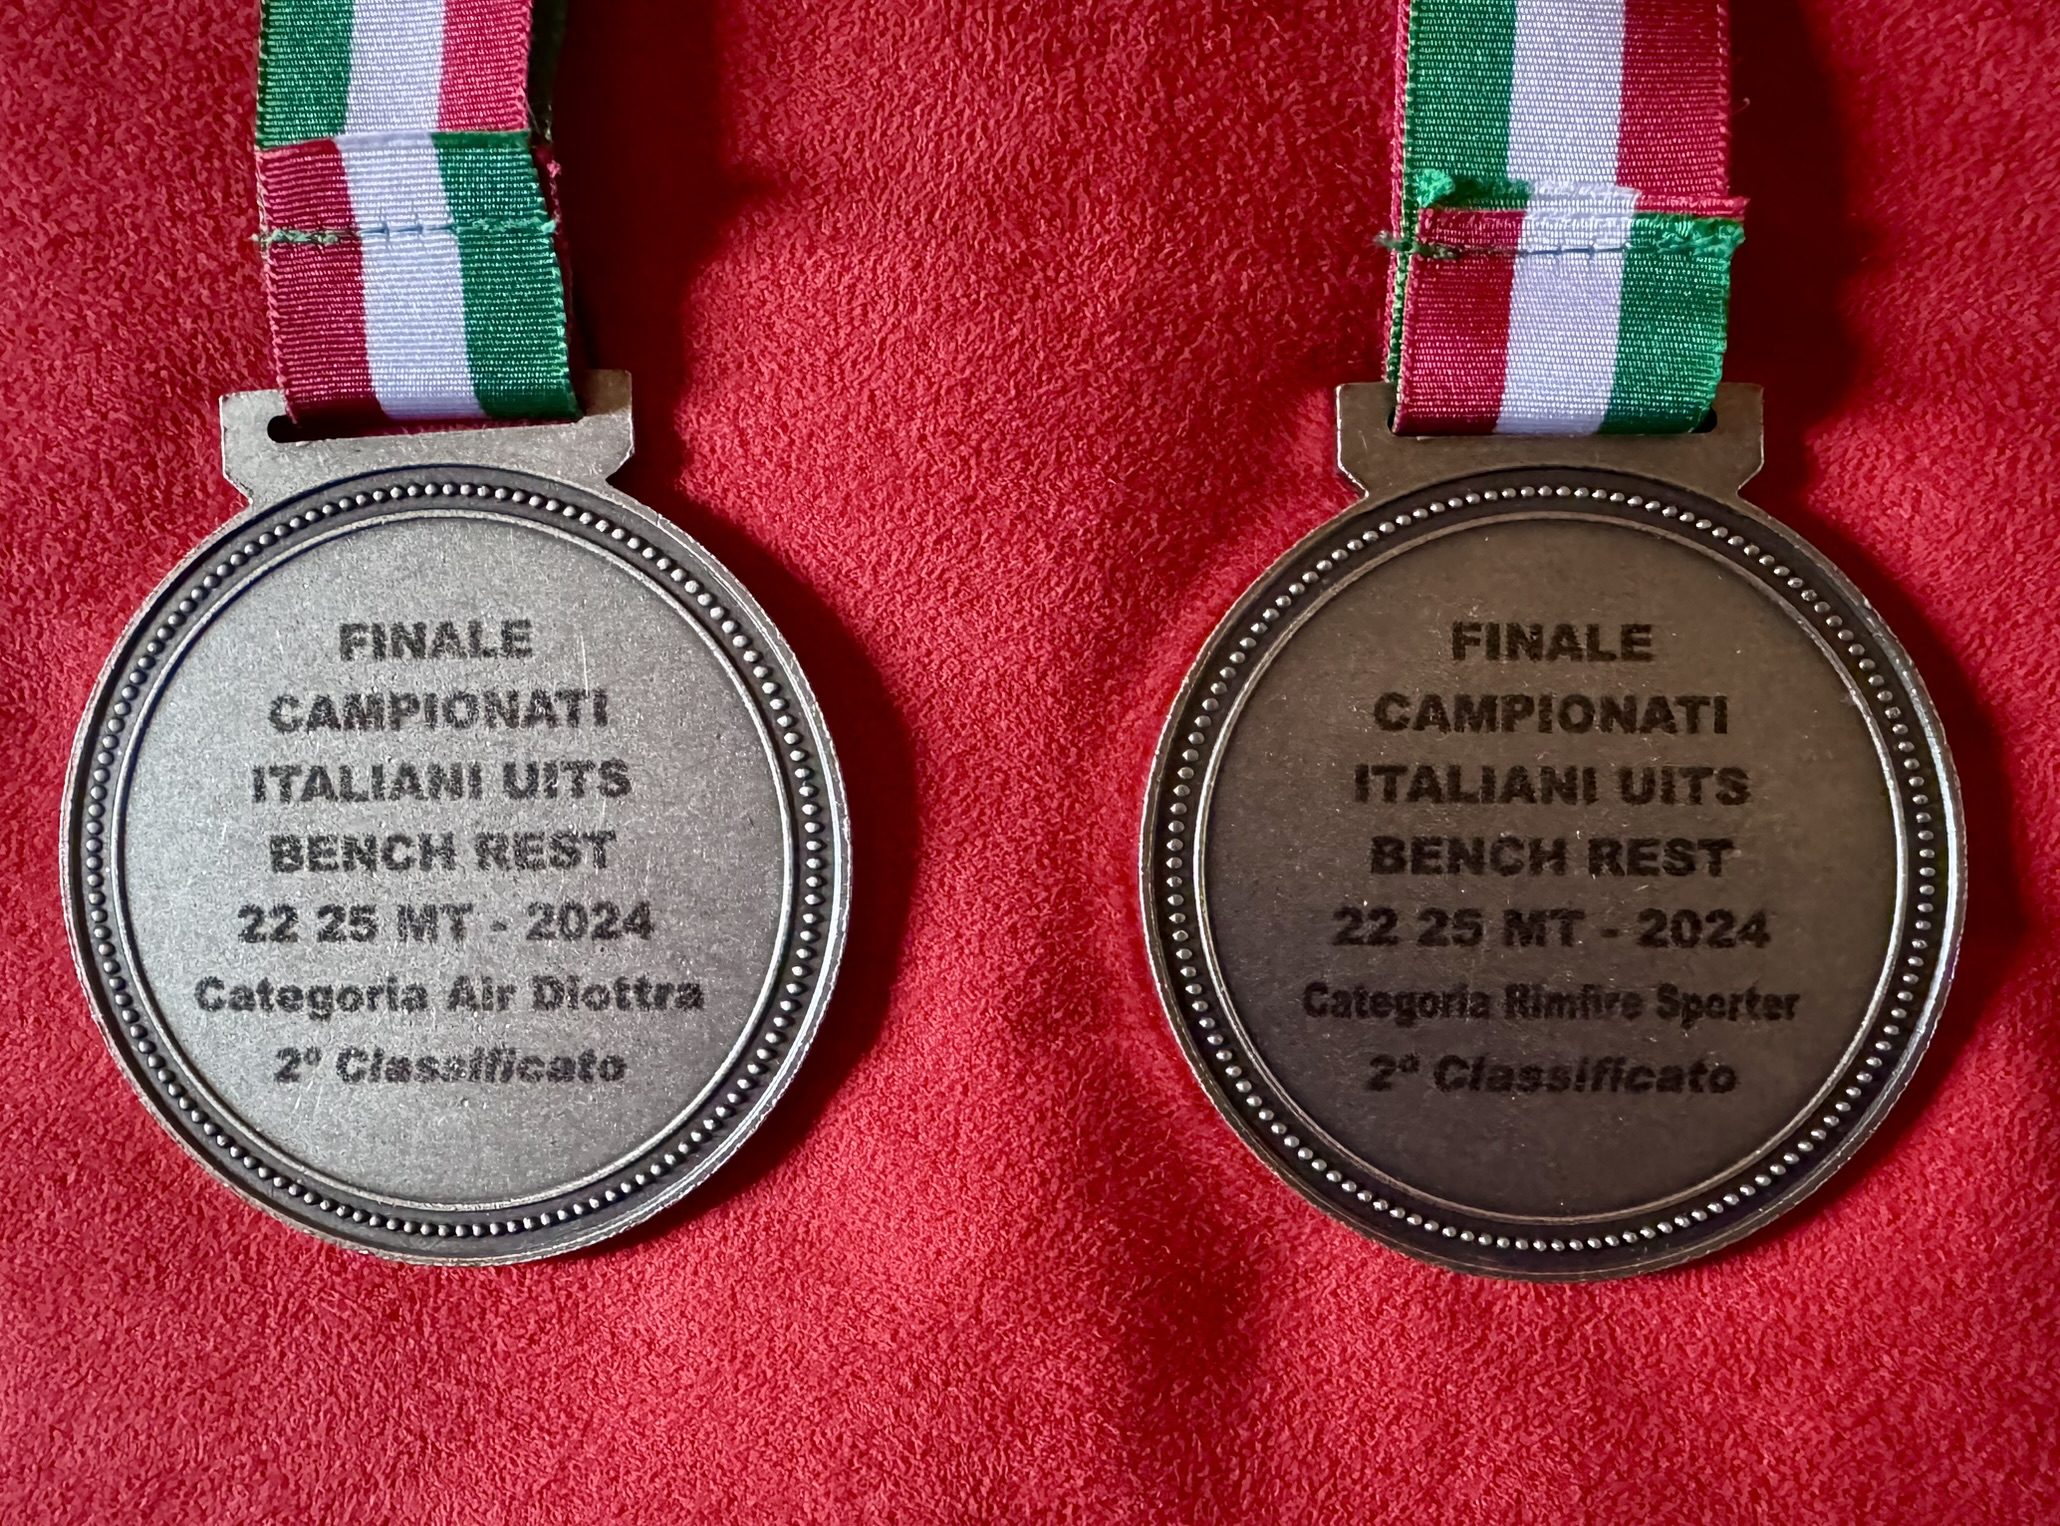 FINALE
CAMPIONATI
ITALIANI UITS
BENCH REST
22 25 MT - 2024
Categoria Air Diottra
2° Classificato
FINALE
CAMPIONATI
ITALIANI UITS
BENCH REST
22 25 MT - 2024
Categoria Rimfire Sporter
2° Classificato